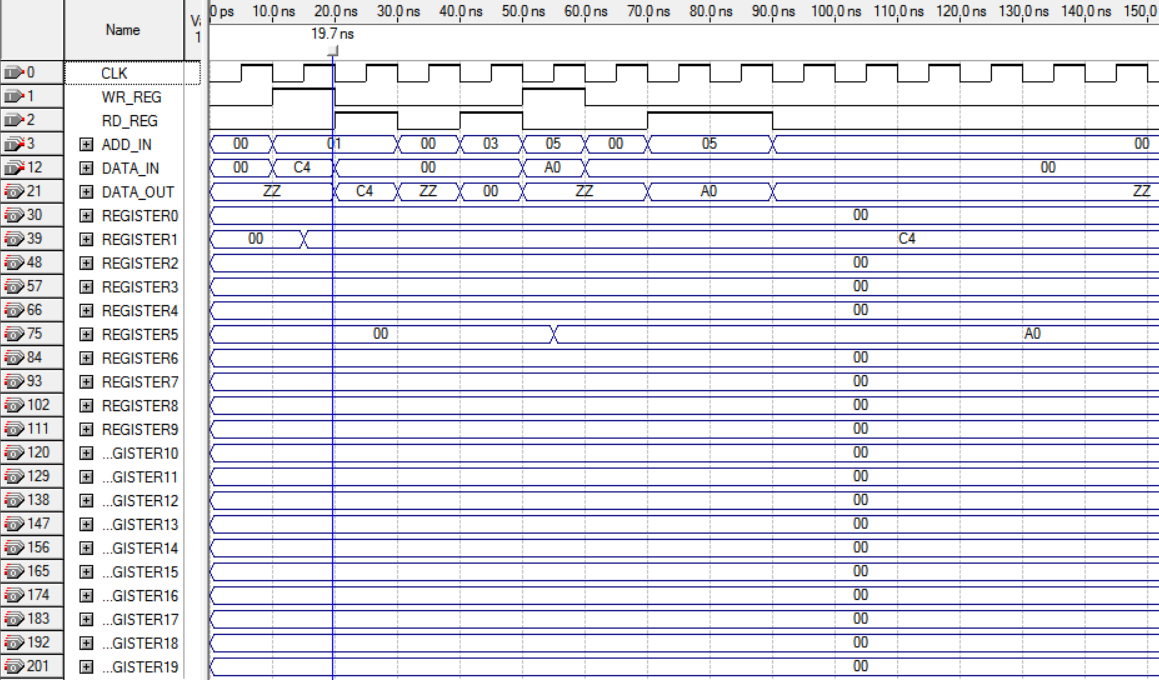 Name
V:
1
0 ps 10.0 ns 20.0 ns 30.0 ns 40.0 ns 50.0 ns 60.0 ns 70.0 ns 80.0 ns 90.0 ns 100.0 ns 110.0 ns 120.0 ns 130.0 ns 140.0 ns 150.0
19.7 ns
0 CLK
1 WR_REG
2 RD_REG
3 ADD_IN 00 01 00 03 05 00 05 00
12 DATA_IN 00 C4 00 A0 00
21 DATA_OUT ZZ C4 ZZ 00 ZZ A0 ZZ
30 REGISTER0 00
39 REGISTER1 00 C4
48 REGISTER2 00
57 REGISTER3 00
66 REGISTER4 00
75 REGISTER5 00 A0
84 REGISTER6 00
93 REGISTER7 00
102 REGISTER8 00
111 REGISTER9 00
120 ...GISTER10 00
129 ...GISTER11 00
138 ...GISTER12 00
147 ...GISTER13 00
156 ...GISTER14 00
165 ...GISTER15 00
174 ...GISTER16 00
183 ...GISTER17 00
192 ...GISTER18 00
201 ...GISTER19 00